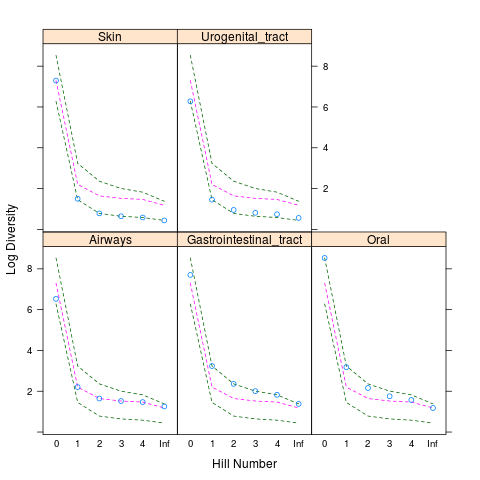 Skin Urogenital_tract
8
6
4
2
Log Diversity
Airways Gastrointestinal_tract Oral
8
6
4
2
0 1 2 3 4 Inf 0 1 2 3 4 Inf 0 1 2 3 4 Inf
Hill Number